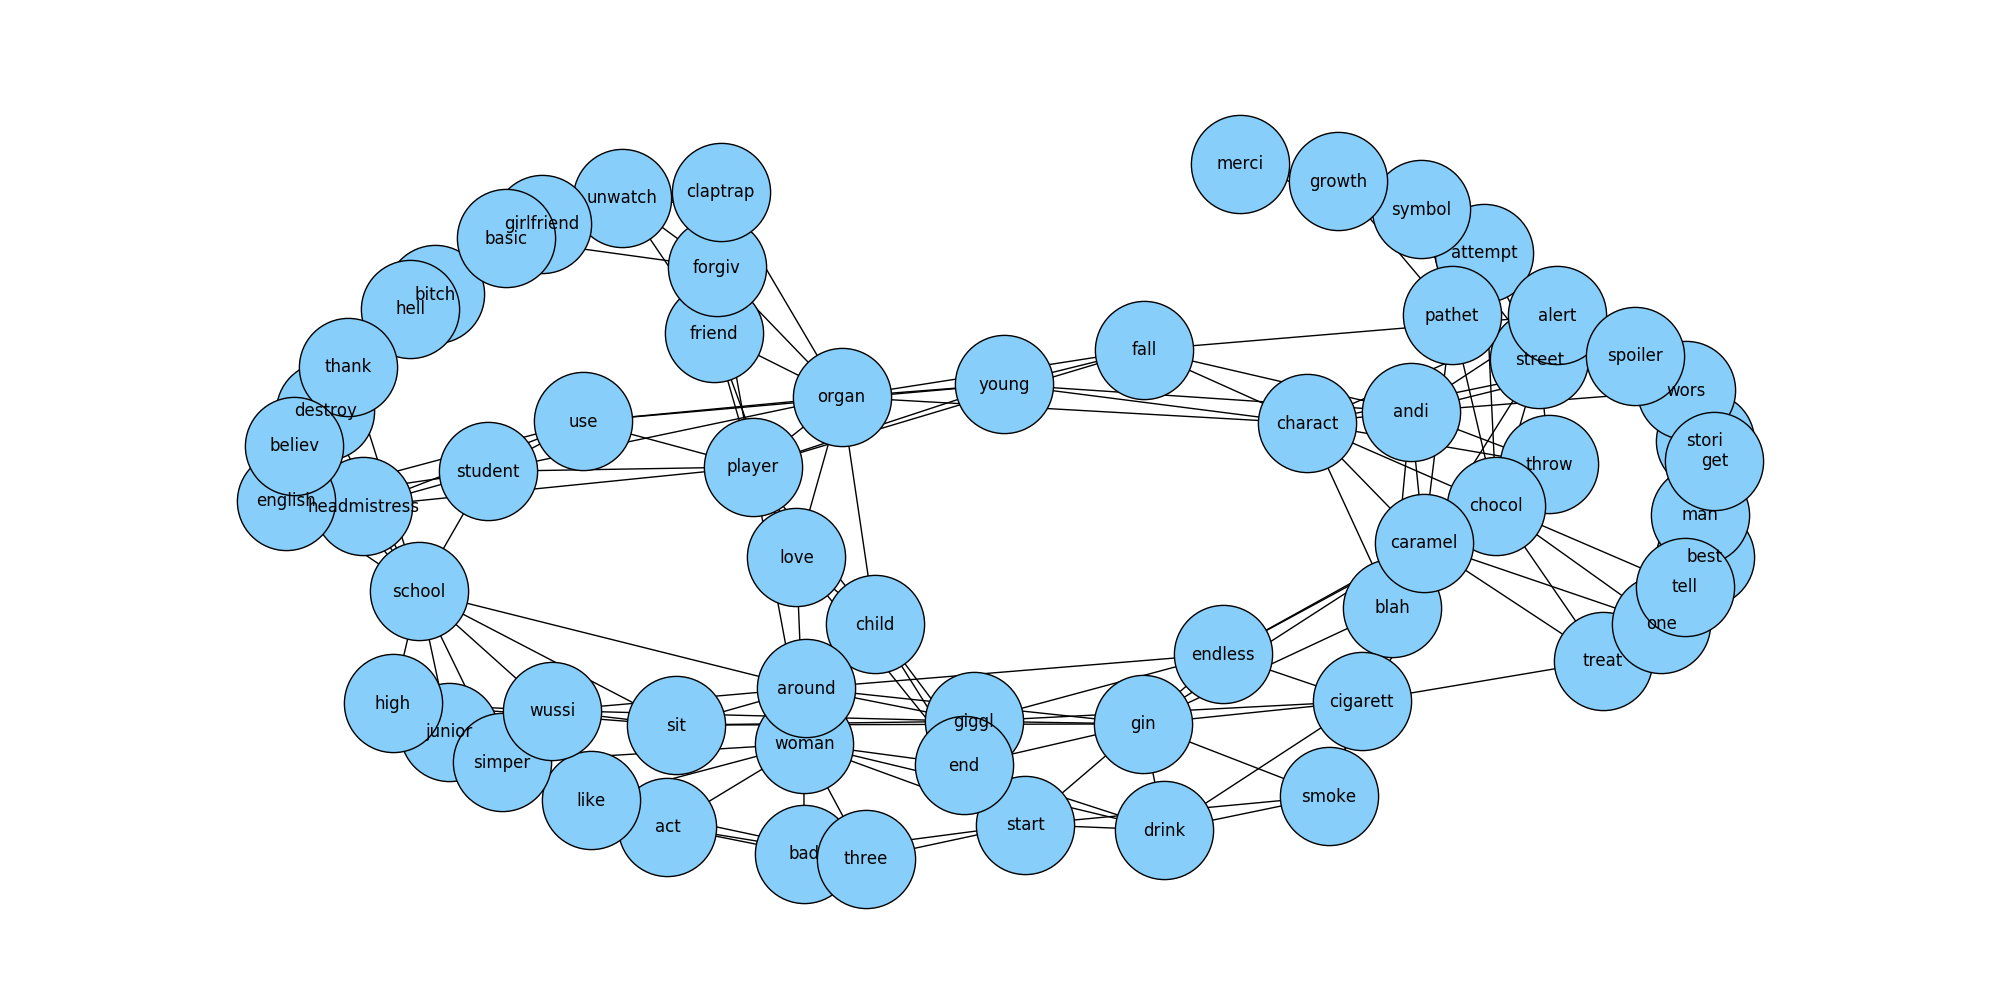 merci
growth
claptrap
unwatch
symbol
girlfriend
basic
attempt
forgiv
bitch
hell
pathet
alert
friend
fall
street
spoiler
thank
young
wors
organ
destroy
andi
use
charact
believ
stori
get
student
player
throw
english
headmistress
chocol
man
caramel
love
best
tell
school
blah
child
one
endless
treat
around
high
cigarett
wussi
giggl
gin
sit
junior
woman
simper
end
smoke
like
start
act
drink
bad
three